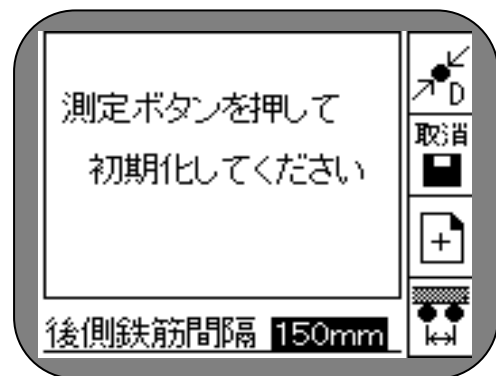 測定ボタンを押して
初期化してください
D
取消
+
後側鉄筋間隔 150mm